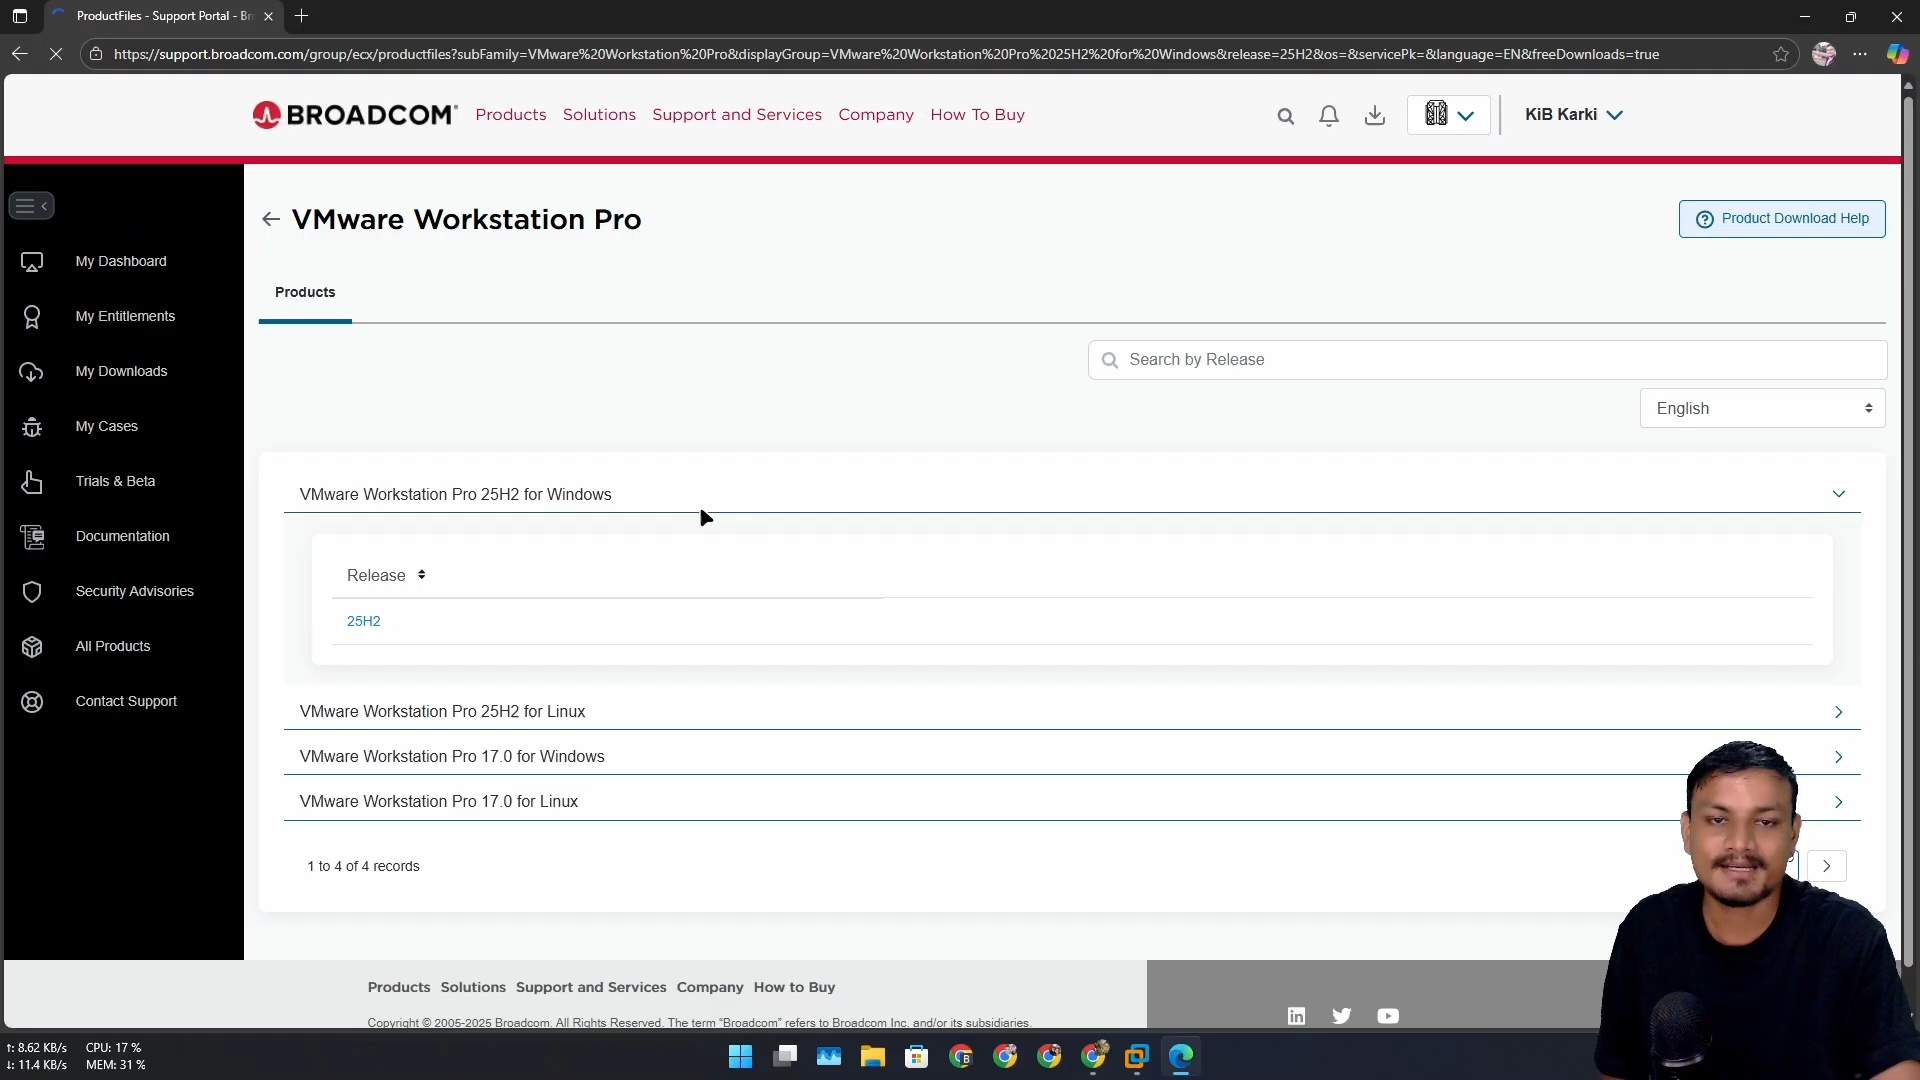 ProductFiles - Support Portal - Br
https://support.broadcom.com/group/ecx/productfiles?subFamily=VMware%20Workstation%20Pro&displayGroup=VMware%20Workstation%20Pro%2025H2%20for%20Windows&release=25H2&os=&servicePk=&language=EN&freeDownloads=true
BROADCOM Products Solutions Support and Services Company How To Buy KiB Karki
VMware Workstation Pro
Product Download Help
My Dashboard
My Entitlements
My Downloads
My Cases
Trials & Beta
Documentation
Security Advisories
All Products
Contact Support
Products
Search by Release
English
VMware Workstation Pro 25H2 for Windows
Release
25H2
VMware Workstation Pro 25H2 for Linux
VMware Workstation Pro 17.0 for Windows
VMware Workstation Pro 17.0 for Linux
1 to 4 of 4 records
Products Solutions Support and Services Company How to Buy
Copyright © 2005-2025 Broadcom. All Rights Reserved. The term “Broadcom” refers to Broadcom Inc. and/or its subsidiaries.
↑: 8.62 KB/s CPU: 17 %
↓: 11.4 KB/s MEM: 31 %